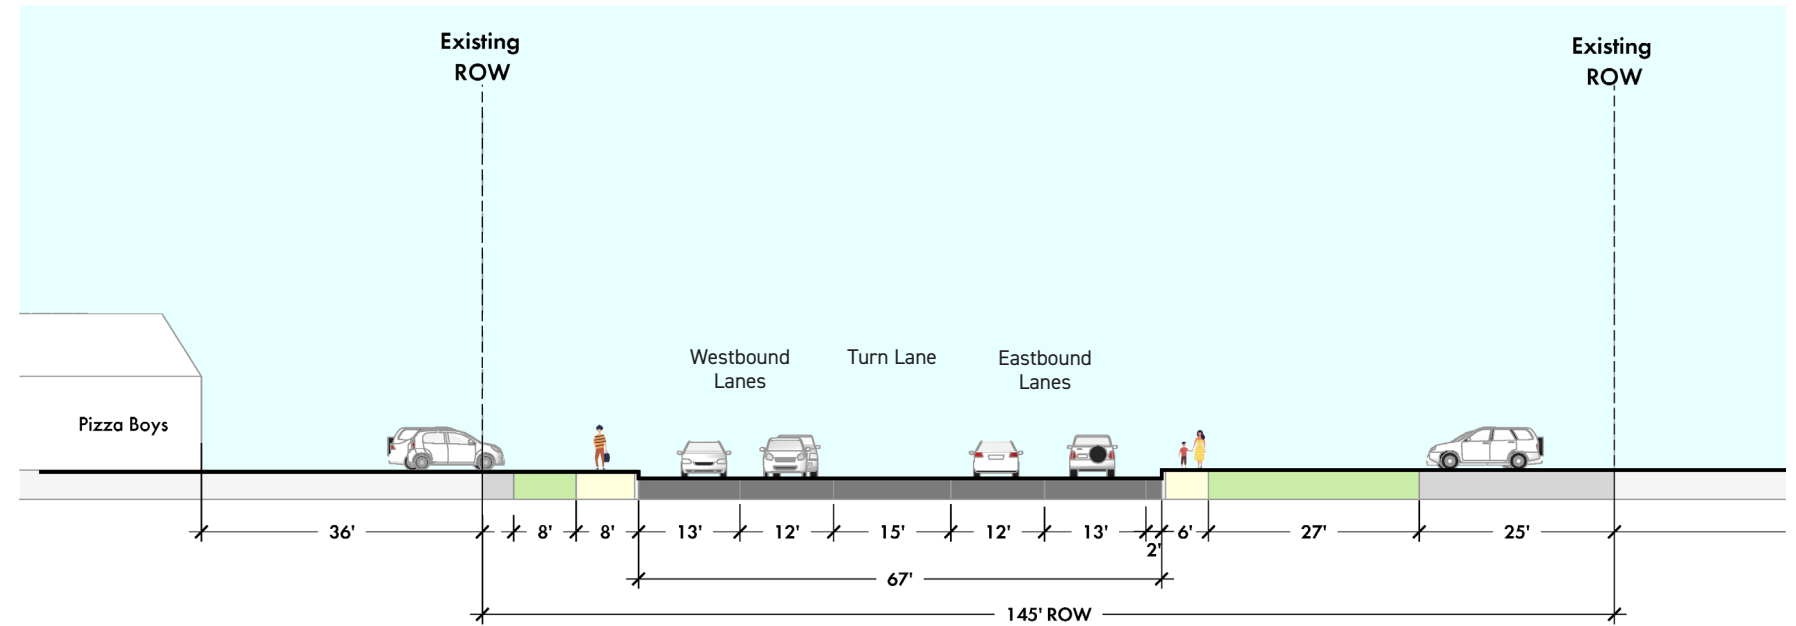 Existing
ROW
Existing
ROW
Westbound
Lanes
Turn Lane
Eastbound
Lanes
Pizza Boys
36' 8' 8' 13' 12' 15' 12' 13' 2' 6' 27' 25'
67'
145' ROW